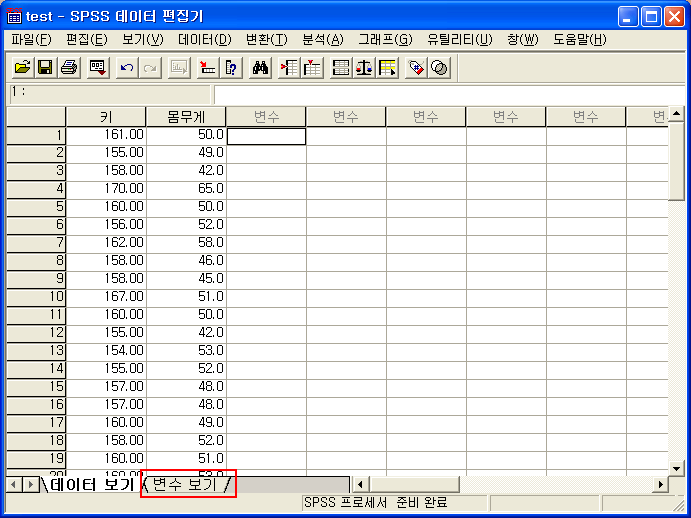 test - SPSS 데이터 편집기
파일(F) 편집(E) 보기(V) 데이터(D) 변환(T) 분석(A) 그래프(G) 유틸리티(U) 창(W) 도움말(H)
1 :
키 몸무게 변수 변수 변수 변수 변수
1 161.00 50.0
2 155.00 49.0
3 158.00 42.0
4 170.00 65.0
5 160.00 50.0
6 156.00 52.0
7 162.00 58.0
8 158.00 46.0
9 158.00 45.0
10 167.00 51.0
11 160.00 50.0
12 155.00 42.0
13 154.00 53.0
14 155.00 52.0
15 157.00 48.0
16 157.00 48.0
17 160.00 49.0
18 158.00 52.0
19 160.00 51.0
데이터 보기 변수 보기
SPSS 프로세서 준비 완료